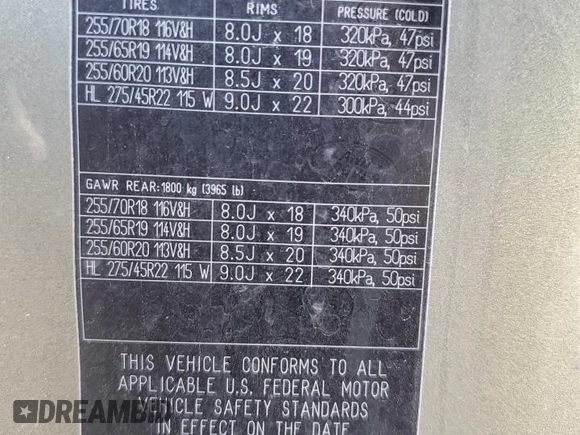 TIRES RIMS PRESSURE (COLD)
255/70R18 116V&H 8.0J x 18 320kPa, 47psi
255/65R19 114V&H 8.0J x 19 320kPa, 47psi
255/60R20 113V&H 8.5J x 20 320kPa, 47psi
HL 275/45R22 115 W 9.0J x 22 300kPa, 44psi
GAWR REAR:1800 kg (3965 lb)
255/70R18 116V&H 8.0J x 18 340kPa, 50psi
255/65R19 114V&H 8.0J x 19 340kPa, 50psi
255/60R20 113V&H 8.5J x 20 340kPa, 50psi
HL 275/45R22 115 W 9.0J x 22 340kPa, 50psi
THIS VEHICLE CONFORMS TO ALL
APPLICABLE U.S. FEDERAL MOTOR
VEHICLE SAFETY STANDARDS
IN EFFECT ON THE DATE
DREAMBID